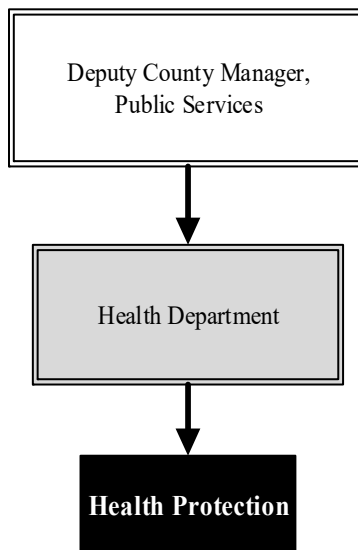 Deputy County Manager,
Public Services
Health Department
Health Protection